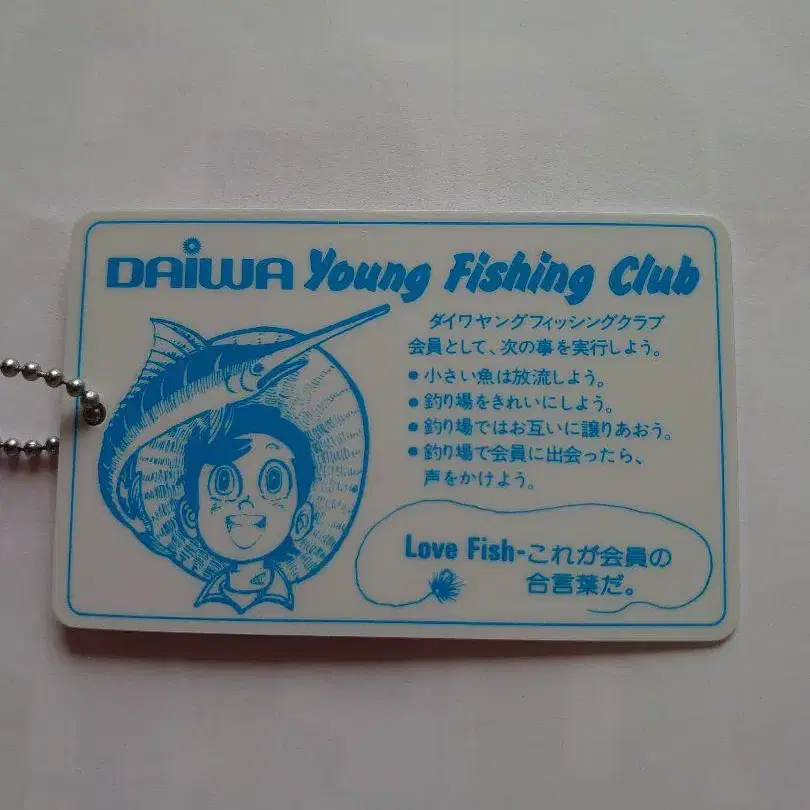 DAIWA Young Fishing Club
ダイワヤングフィッシングクラブ
会員として、次の事を実行しよう。
● 小さい魚は放流しよう。
● 釣り場をきれいにしよう。
● 釣り場ではお互いに譲りあおう。
● 釣り場で会員に出会ったら、
声をかけよう。
Love Fish-これが会員の
合言葉だ。